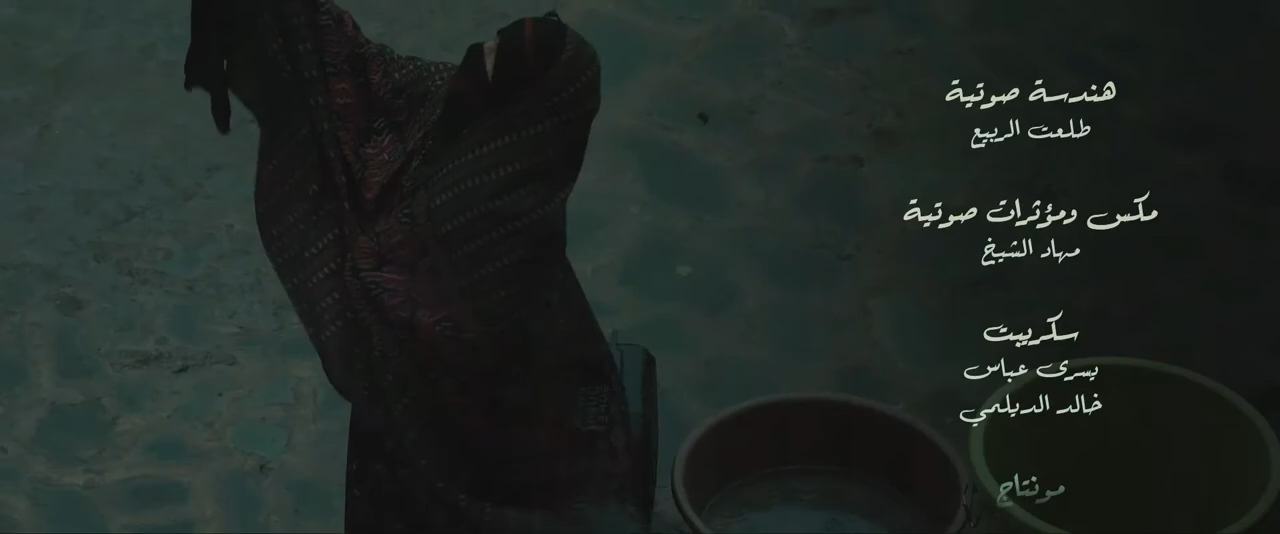 هندسة صوتية
طلعت الربيع
مكس ومؤثرات صوتية
مهاد الشيخ
سكريبت
يسرى عباس
خالد الديلمي
مونتاج